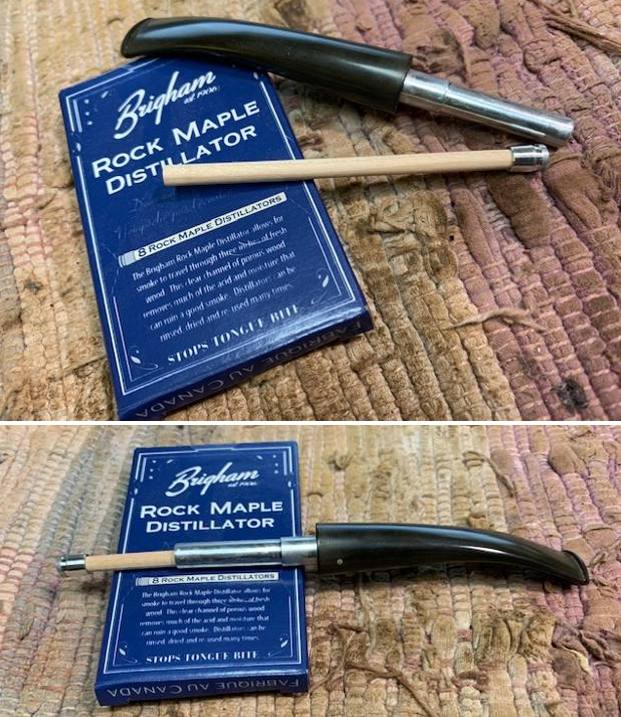 Brigham
est. 1906.
ROCK MAPLE
DISTILLATOR
8 ROCK MAPLE DISTILLATORS
The Brigham Rock Maple Distillator allows for
smoke to travel through three inches of fresh
wood. This clear channel of porous wood
removes much of the acid and moisture that
can ruin a good smoke. Distillators can be
rinsed, dried and re used many times.
STOPS TONGUE BITE
FABRIQUE AU CANADA
Brigham
est. 1906.
ROCK MAPLE
DISTILLATOR
8 ROCK MAPLE DISTILLATORS
The Brigham Rock Maple Distillator allows for
smoke to travel through three inches of fresh
wood. This clear channel of porous wood
removes much of the acid and moisture that
can ruin a good smoke. Distillators can be
rinsed, dried and re used many times.
STOPS TONGUE BITE
FABRIQUE AU CANADA